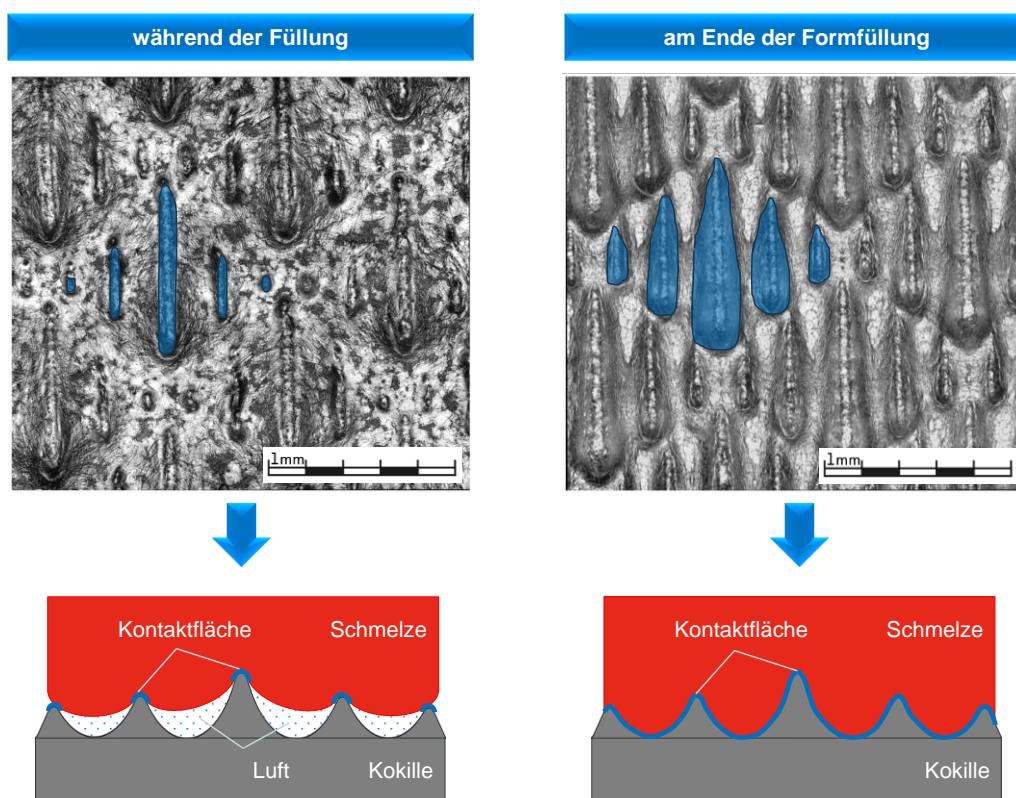 während der Füllung
am Ende der Formfüllung
1mm
1mm
Kontaktfläche
Schmelze
Luft
Kokille
Kontaktfläche
Schmelze
Kokille